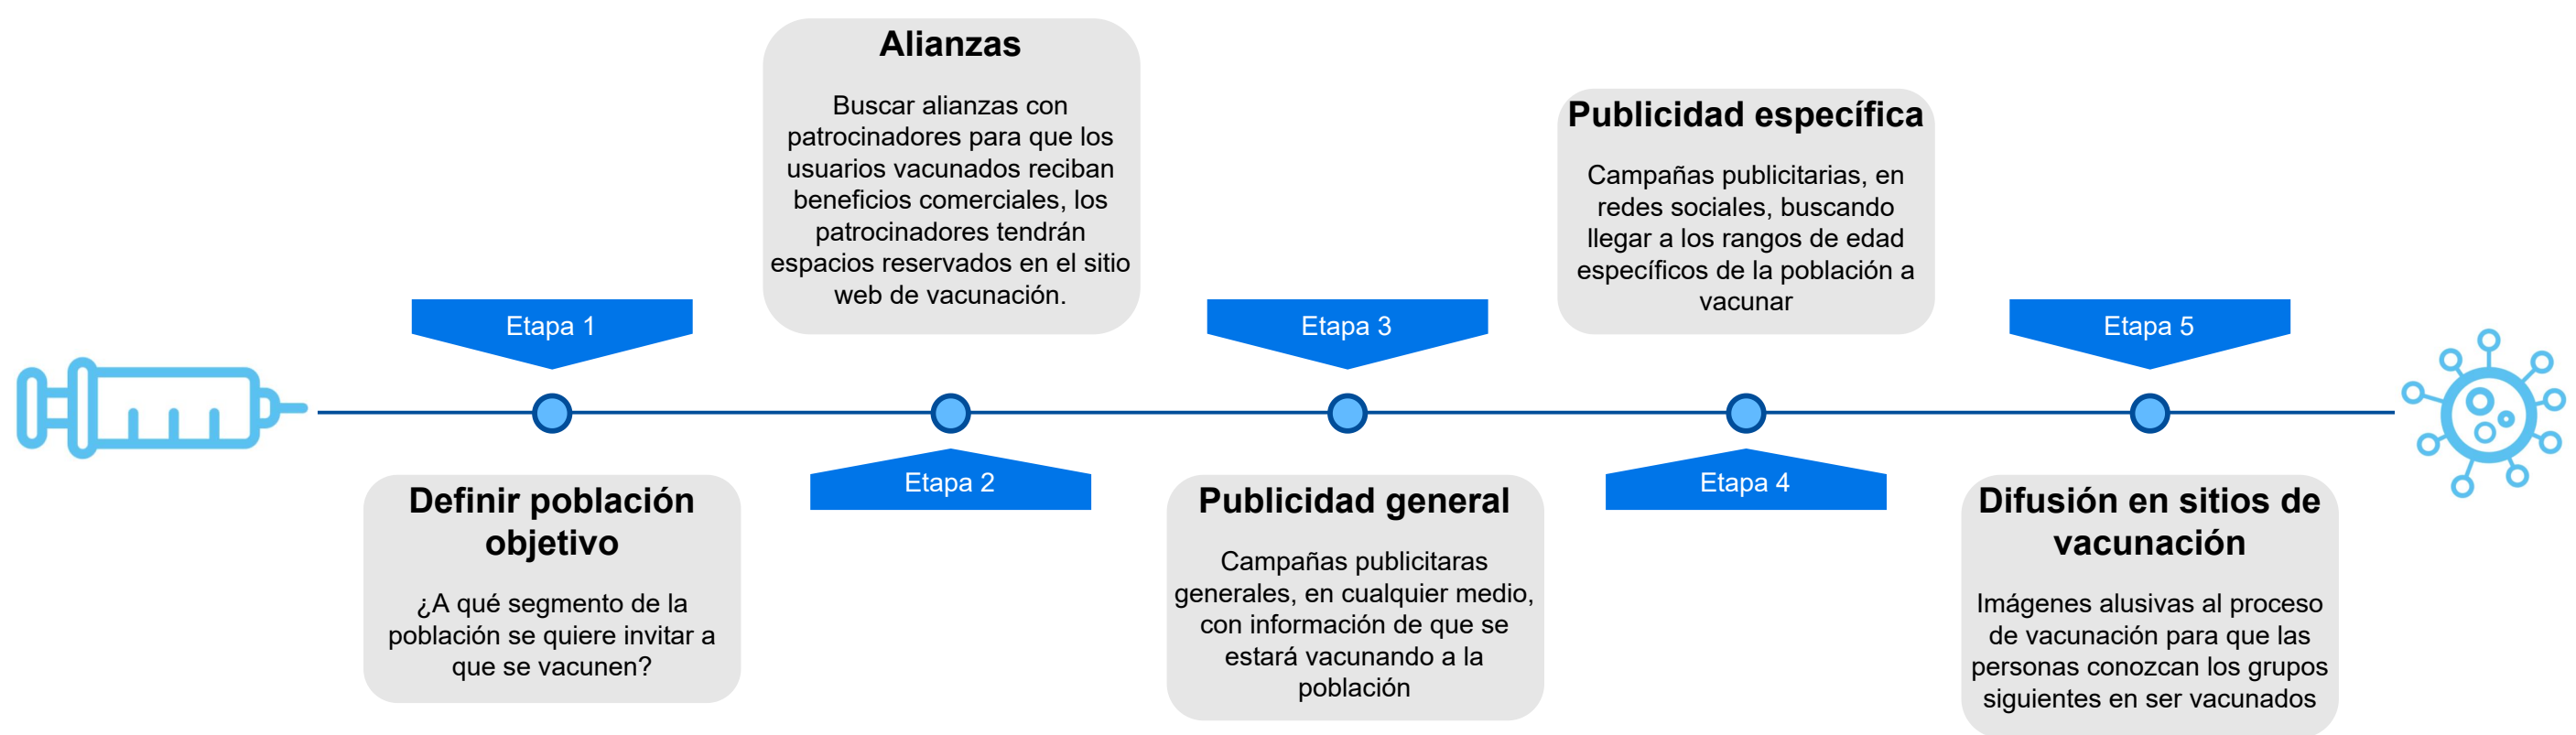 Etapa 1
Definir población
objetivo
¿A qué segmento de la
población se quiere invitar a
que se vacunen?
Alianzas
Buscar alianzas con
patrocinadores para que los
usuarios vacunados reciban
beneficios comerciales, los
patrocinadores tendrán
espacios reservados en el sitio
web de vacunación.
Etapa 2
Etapa 3
Publicidad general
Campañas publicitaras
generales, en cualquier medio,
con información de que se
estará vacunando a la
población
Publicidad específica
Campañas publicitarias, en
redes sociales, buscando
llegar a los rangos de edad
específicos de la población a
vacunar
Etapa 4
Etapa 5
Difusión en sitios de
vacunación
Imágenes alusivas al proceso
de vacunación para que las
personas conozcan los grupos
siguientes en ser vacunados